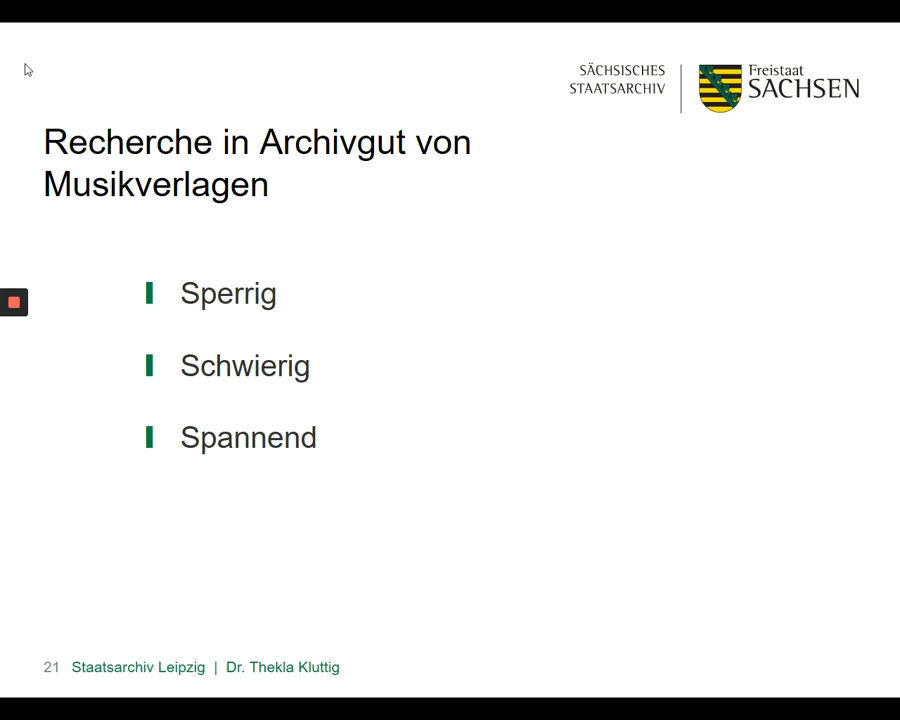 SÄCHSISCHES
STAATSARCHIV
Freistaat
SACHSEN
Recherche in Archivgut von
Musikverlagen
Sperrig
Schwierig
Spannend
21 Staatsarchiv Leipzig | Dr. Thekla Kluttig